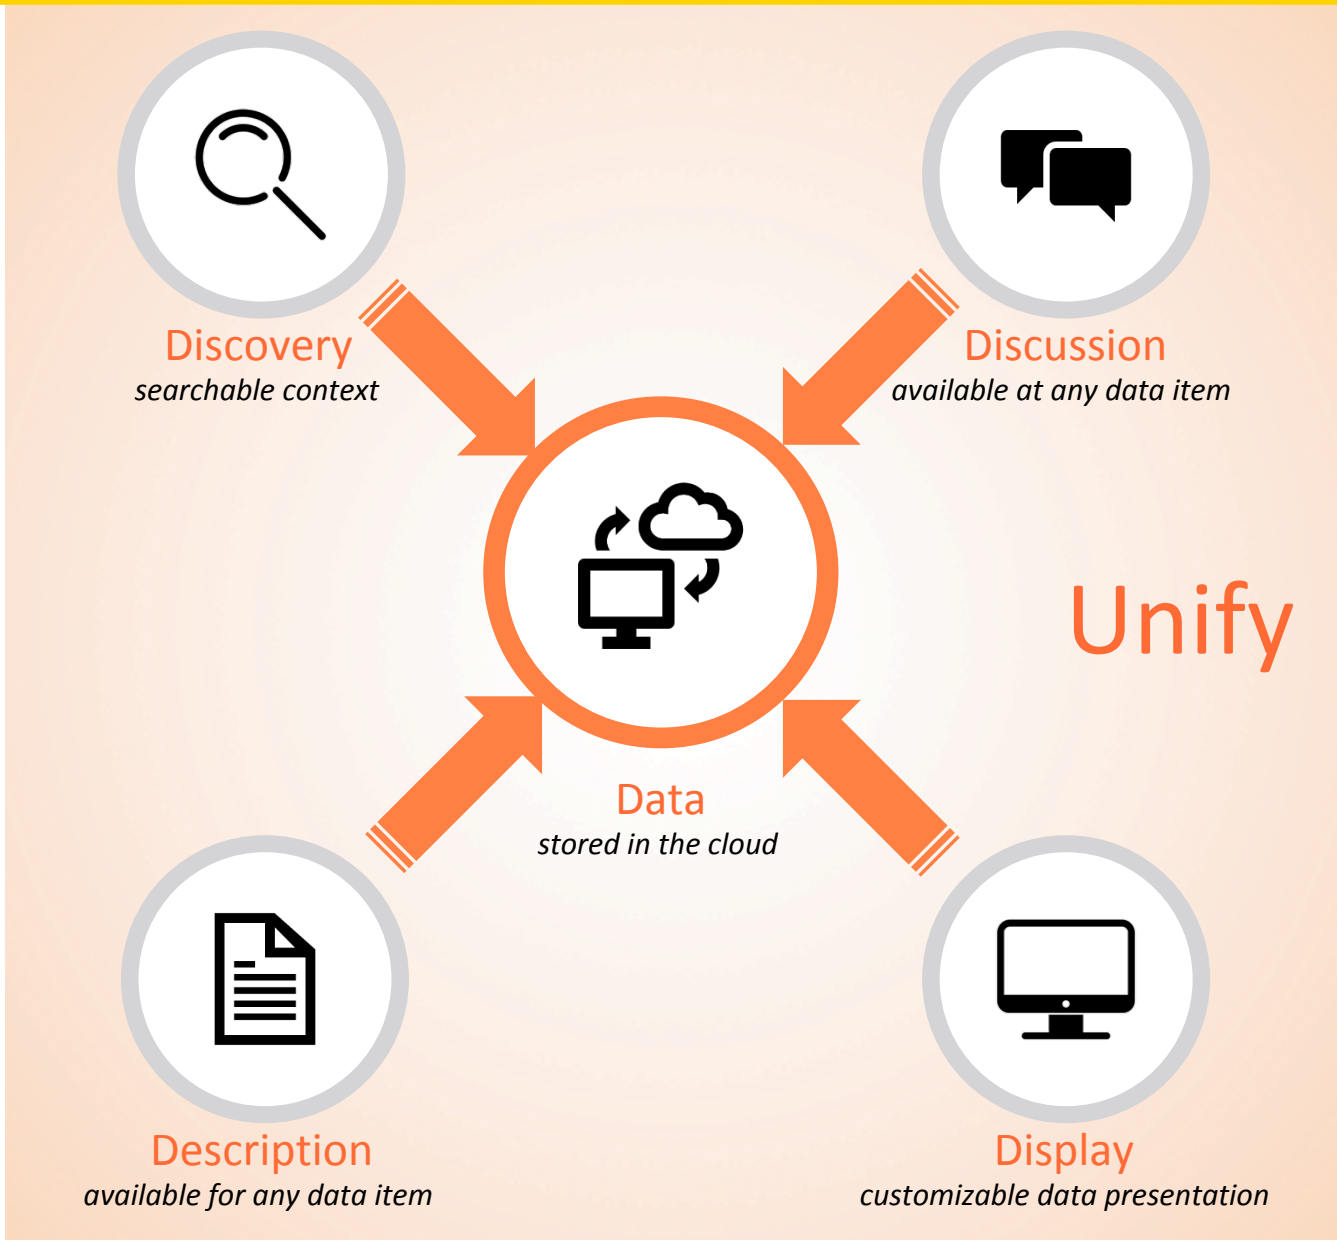 Discovery
searchable context
Discussion
available at any data item
Unify
Data
stored in the cloud
Description
available for any data item
Display
customizable data presentation